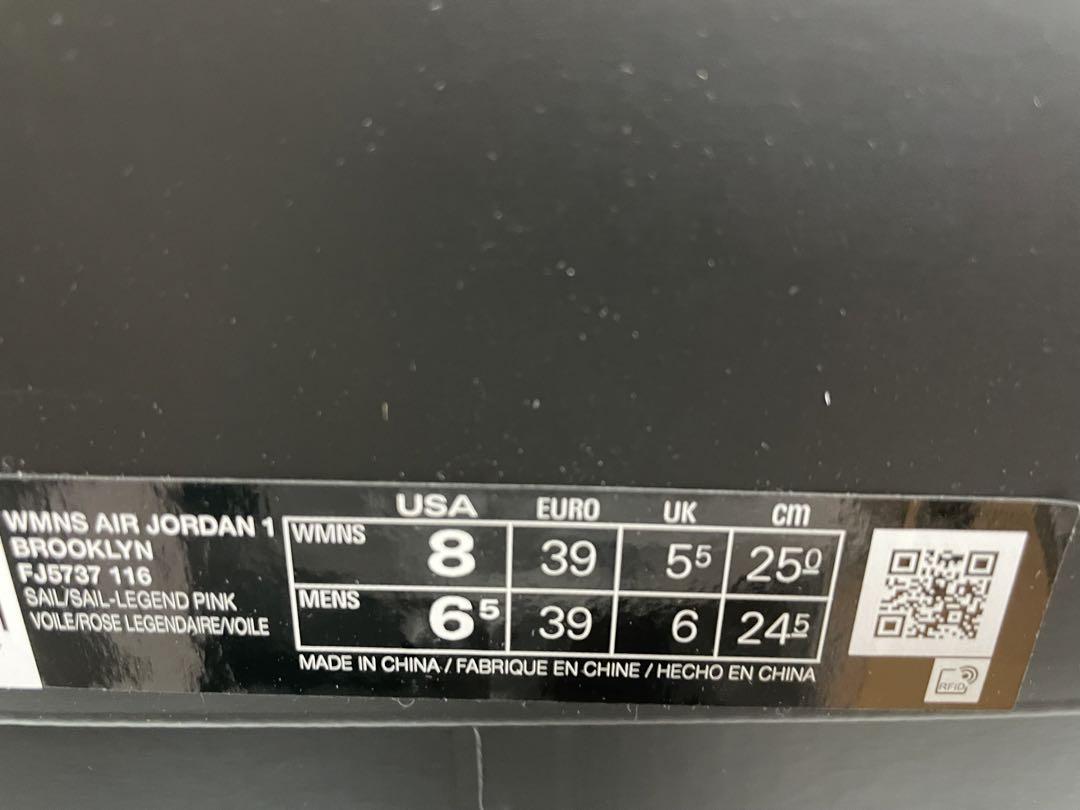 WMNS AIR JORDAN 1
BROOKLYN
FJ5737 116
SAIL/SAIL-LEGEND PINK
VOILE/ROSE LEGENDAIRE/VOILE
USA EURO UK cm
WMNS 8 39 5⁵ 25⁰
MENS 6⁵ 39 6 24⁵
MADE IN CHINA / FABRIQUE EN CHINE / HECHO EN CHINA
RFID